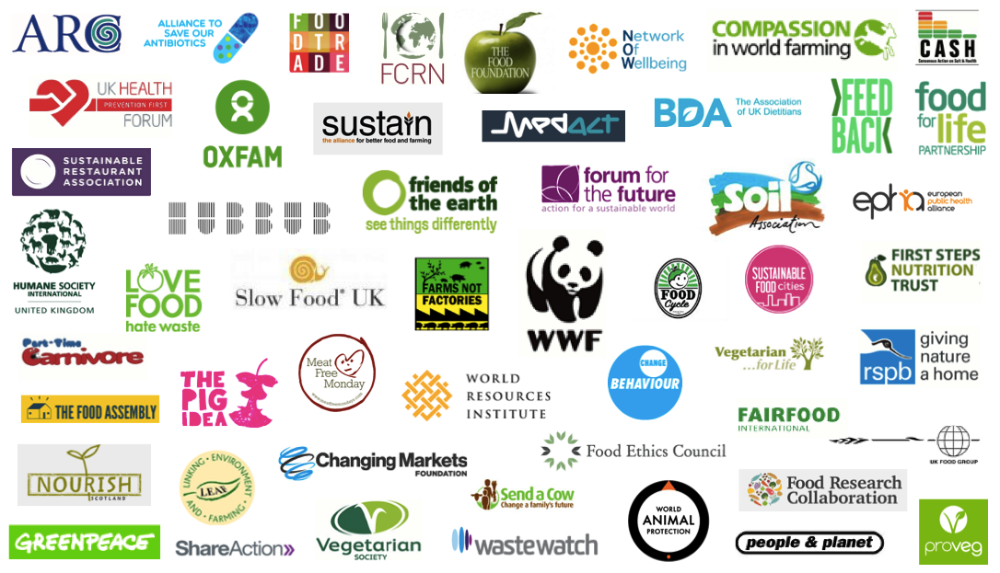 ARC
ALLIANCE TO
SAVE OUR
ANTIBIOTICS
FOO
DTR
ADE
FCRN
THE
FOOD
FOUNDATION
Network
Of
Wellbeing
COMPASSION
in world farming
CASH
Consensus Action on Salt & Health
UK HEALTH
PREVENTION FIRST
FORUM
OXFAM
sustain
the alliance for better food and farming
medact
BDA
The Association
of UK Dietitians
FEED
BACK
food
for life
PARTNERSHIP
SUSTAINABLE
RESTAURANT
ASSOCIATION
HUBBUB
friends of
the earth
see things differently
forum for
the future
action for a sustainable world
soil
Association
epha
european
public health
alliance
HUMANE SOCIETY
INTERNATIONAL
UNITED KINGDOM
LOVE
FOOD
hate waste
Slow Food® UK
FARMS NOT
FACTORIES
WWF
FOOD
Cycle
SUSTAINABLE
FOOD cities
FIRST STEPS
NUTRITION
TRUST
Part-Time
Carnivore
THE
PIG
IDEA
Meat
Free
Monday
www.meatfreemondays.com
WORLD
RESOURCES
INSTITUTE
CHANGE
BEHAVIOUR
Vegetarian
...for Life
rspb
giving
nature
a home
THE FOOD ASSEMBLY
FAIRFOOD
INTERNATIONAL
UK FOOD GROUP
NOURISH
SCOTLAND
LINKING • ENVIRONMENT
AND • FARMING
LEAF
Changing Markets
FOUNDATION
Food Ethics Council
Send a Cow
Change a family's future
WORLD
ANIMAL
PROTECTION
Food Research
Collaboration
GREENPEACE
ShareAction»
Vegetarian
SOCIETY
wastewatch
people & planet
proveg